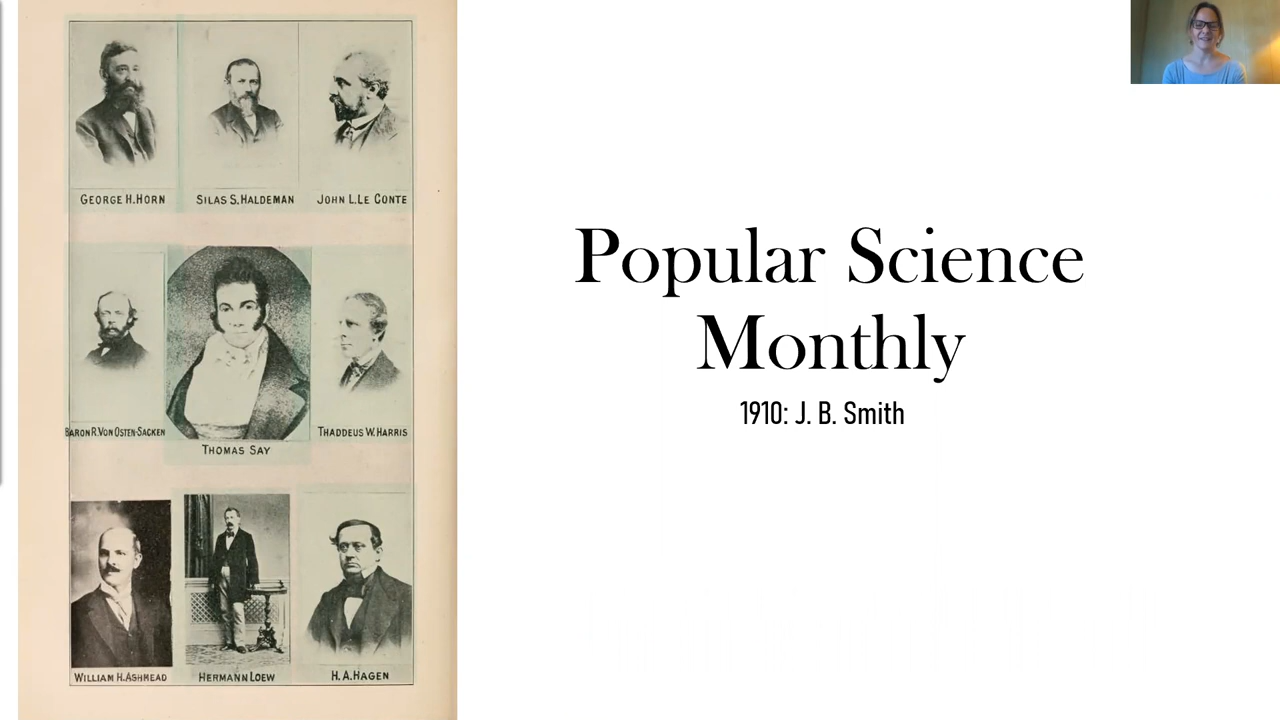 GEORGE H. HORN
SILAS S. HALDEMAN
JOHN L. LE CONTE
BARON R. VON OSTEN-SACKEN
THOMAS SAY
THADDEUS W. HARRIS
WILLIAM H. ASHMEAD
HERMANN LOEW
H. A. HAGEN
Popular Science
Monthly
1910: J. B. Smith